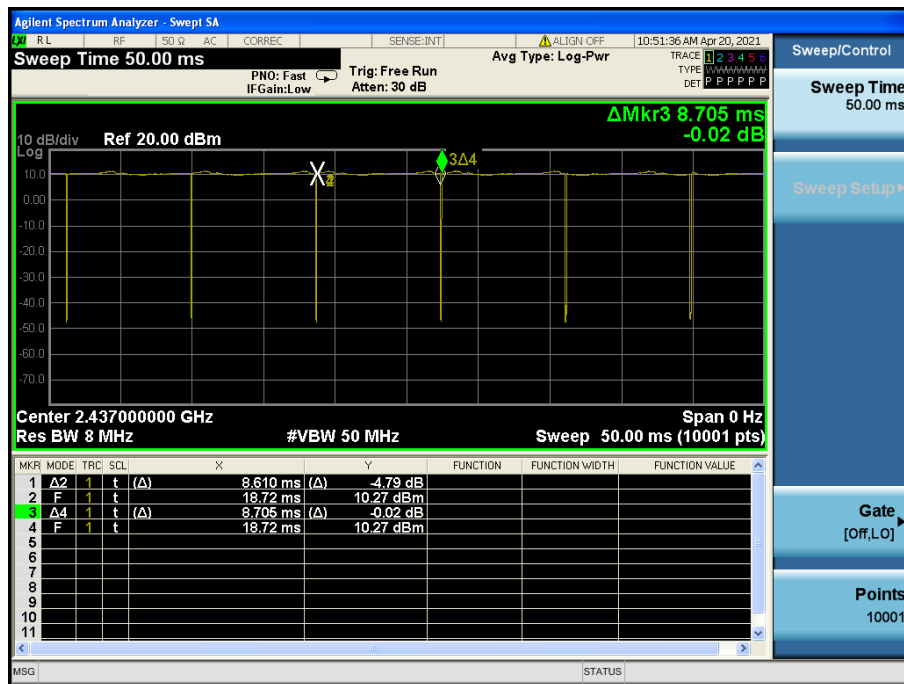 Agilent Spectrum Analyzer - Swept SA
LXI RL RF 50 Ω AC CORREC SENSE:INT ALIGN OFF 10:51:36 AM Apr 20, 2021
Sweep Time 50.00 ms
PNO: Fast
IFGain:Low
Trig: Free Run
Atten: 30 dB
Avg Type: Log-Pwr
TRACE 1 2 3 4 5 6
TYPE WWWWWW
DET P P P P P P
ΔMkr3 8.705 ms
-0.02 dB
10 dB/div Ref 20.00 dBm
Log
3Δ4
10.0
0.00
-10.0
-20.0
-30.0
-40.0
-50.0
-60.0
-70.0
Center 2.437000000 GHz Span 0 Hz
Res BW 8 MHz #VBW 50 MHz Sweep 50.00 ms (10001 pts)
MKR MODE TRC SCL X Y FUNCTION FUNCTION WIDTH FUNCTION VALUE
1 Δ2 1 t (Δ) 8.610 ms (Δ) -4.79 dB
2 F 1 t 18.72 ms 10.27 dBm
3 Δ4 1 t (Δ) 8.705 ms (Δ) -0.02 dB
4 F 1 t 18.72 ms 10.27 dBm
5
6
7
8
9
10
11
MSG STATUS
Sweep/Control
Sweep Time
50.00 ms
Sweep Setup
Gate
[Off,LO]
Points
10001